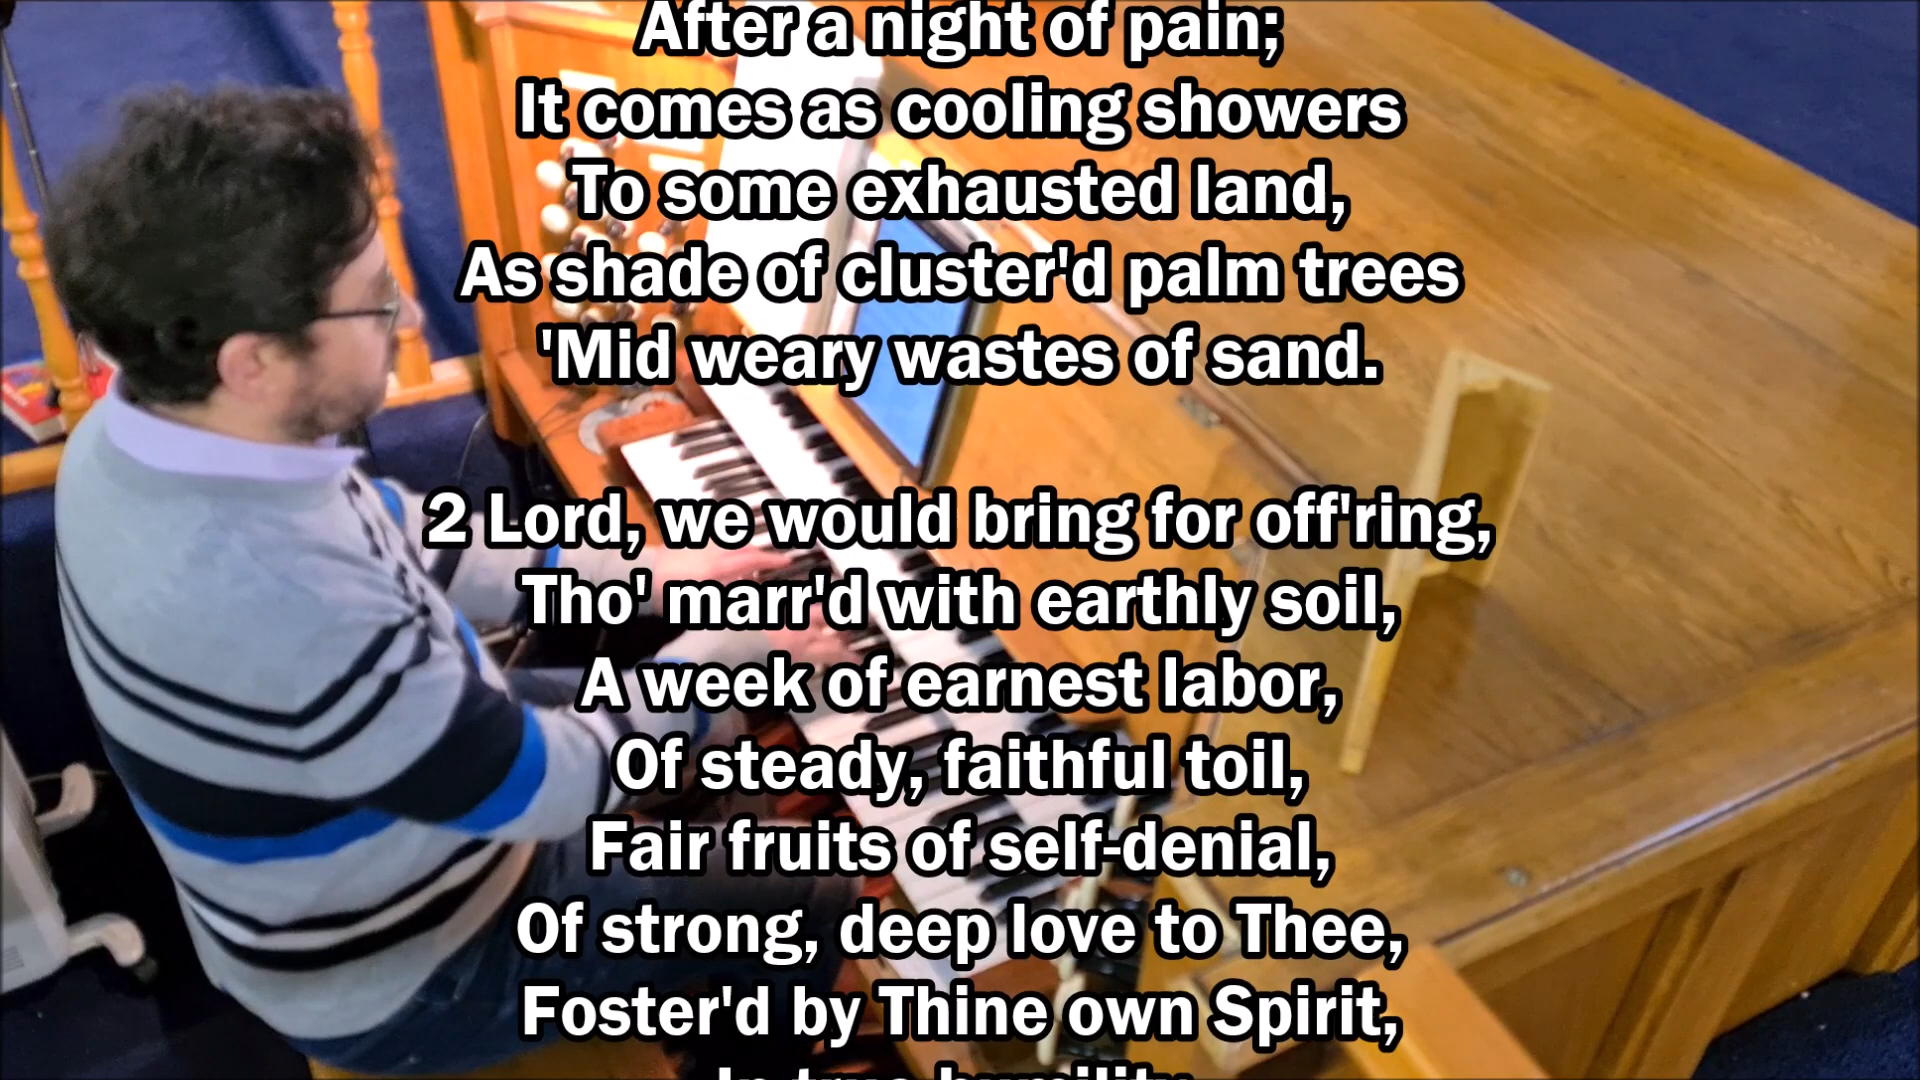 After a night of pain;
It comes as cooling showers
To some exhausted land,
As shade of cluster'd palm trees
'Mid weary wastes of sand.
2 Lord, we would bring for off'ring,
Tho' marr'd with earthly soil,
A week of earnest labor,
Of steady, faithful toil,
Fair fruits of self-denial,
Of strong, deep love to Thee,
Foster'd by Thine own Spirit,
In true humility.